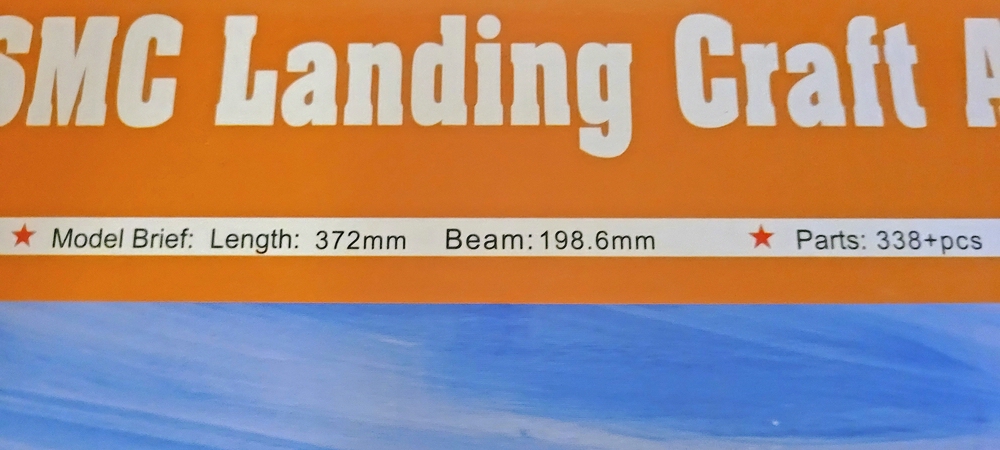 SMC Landing Craft A
★ Model Brief: Length: 372mm Beam: 198.6mm ★ Parts: 338+pcs